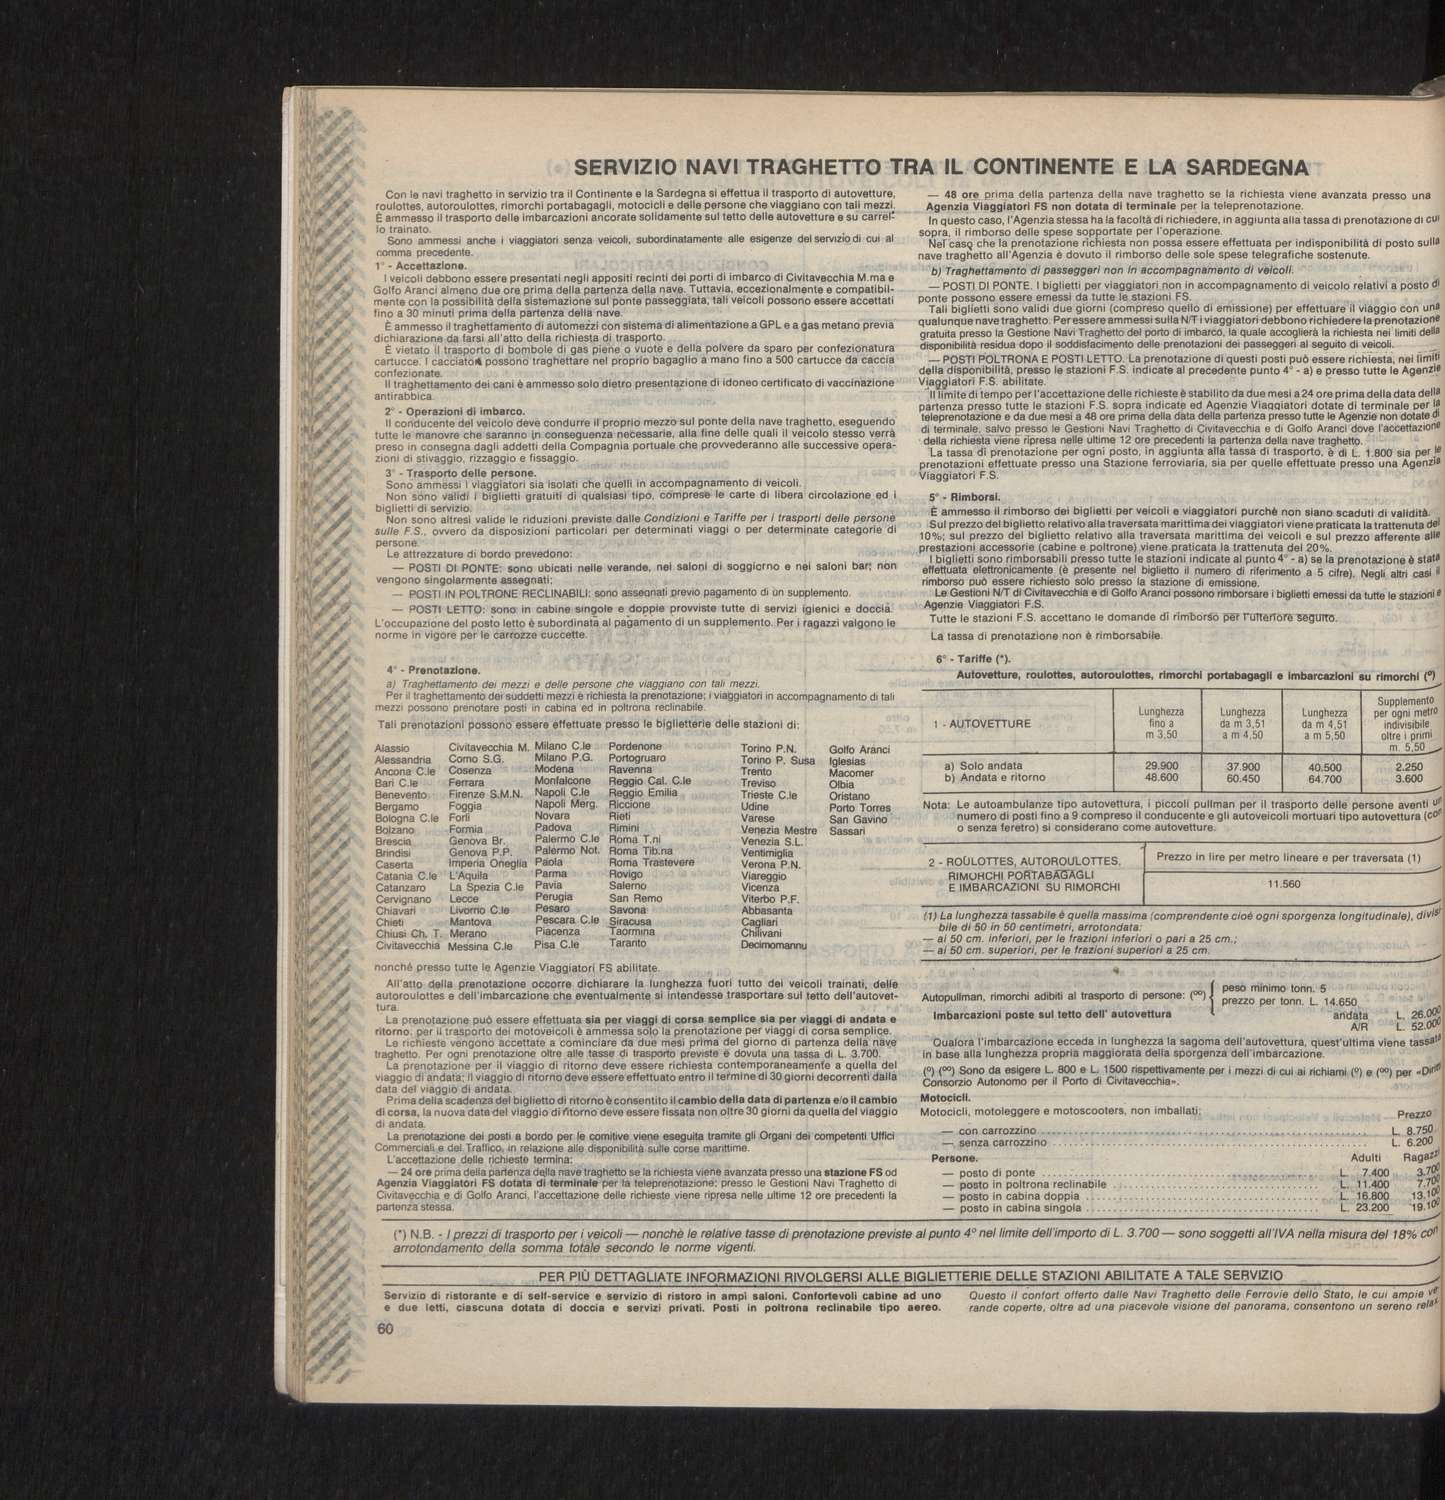 SERVIZIO NAVI TRAGHETTO TRA IL CONTINENTE E LA SARDEGNA
Con le navi traghetto in servizio tra il Continente e la Sardegna si effettua il trasporto di autovetture,
roulottes, autoroulottes, rimorchi portabagagli, motocicli e delle persone che viaggiano con tali mezzi.
È ammesso il trasporto delle imbarcazioni ancorate solidamente sul tetto delle autovetture e su carrel-
lo trainato.
Sono ammessi anche i viaggiatori senza veicoli, subordinatamente alle esigenze del servizio di cui al
comma precedente.
1° - Accettazione.
I veicoli debbono essere presentati negli appositi recinti dei porti di imbarco di Civitavecchia M.ma e
Golfo Aranci almeno due ore prima della partenza della nave. Tuttavia, eccezionalmente e compatibil-
mente con la possibilità della sistemazione sul ponte passeggiata, tali veicoli possono essere accettati
fino a 30 minuti prima della partenza della nave.
È ammesso il traghettamento di automezzi con sistema di alimentazione a GPL e a gas metano previa
dichiarazione da farsi all'atto della richiesta di trasporto.
È vietato il trasporto di bombole di gas piene o vuote e della polvere da sparo per confezionatura
cartucce. I cacciatori possono traghettare nel proprio bagaglio a mano fino a 500 cartucce da caccia
confezionate.
Il traghettamento dei cani è ammesso solo dietro presentazione di idoneo certificato di vaccinazione
antirabbica.
2° - Operazioni di imbarco.
Il conducente del veicolo deve condurre il proprio mezzo sul ponte della nave traghetto, eseguendo
tutte le manovre che saranno in conseguenza necessarie, alla fine delle quali il veicolo stesso verrà
preso in consegna dagli addetti della Compagnia portuale che provvederanno alle successive opera-
zioni di stivaggio, rizzaggio e fissaggio.
3° - Trasporto delle persone.
Sono ammessi i viaggiatori sia isolati che quelli in accompagnamento di veicoli.
Non sono validi i biglietti gratuiti di qualsiasi tipo, comprese le carte di libera circolazione ed i
biglietti di servizio.
Non sono altresì valide le riduzioni previste dalle Condizioni e Tariffe per i trasporti delle persone
sulle F.S., ovvero da disposizioni particolari per determinati viaggi o per determinate categorie di
persone.
Le attrezzature di bordo prevedono:
— POSTI DI PONTE: sono ubicati nelle verande, nei saloni di soggiorno e nei saloni bar; non
vengono singolarmente assegnati;
— POSTI IN POLTRONE RECLINABILI: sono assegnati previo pagamento di un supplemento.
— POSTI LETTO: sono in cabine singole e doppie provviste tutte di servizi igienici e doccia.
L'occupazione del posto letto è subordinata al pagamento di un supplemento. Per i ragazzi valgono le
norme in vigore per le carrozze cuccette.
4° - Prenotazione.
a) Traghettamento dei mezzi e delle persone che viaggiano con tali mezzi.
Per il traghettamento dei suddetti mezzi è richiesta la prenotazione; i viaggiatori in accompagnamento di tali
mezzi possono prenotare posti in cabina ed in poltrona reclinabile.
Tali prenotazioni possono essere effettuate presso le biglietterie delle stazioni di:
Alassio Civitavecchia M. Milano C.le Pordenone Torino P.N. Golfo Aranci
Alessandria Como S.G. Milano P.G. Portogruaro Torino P. Susa Iglesias
Ancona C.le Cosenza Modena Ravenna Trento Macomer
Bari C.le Ferrara Monfalcone Reggio Cal. C.le Treviso Olbia
Benevento Firenze S.M.N. Napoli C.le Reggio Emilia Trieste C.le Oristano
Bergamo Foggia Napoli Merg. Riccione Udine Porto Torres
Bologna C.le Forlì Novara Rieti Varese San Gavino
Bolzano Formia Padova Rimini Venezia Mestre Sassari
Brescia Genova Br. Palermo C.le Roma T.ni Venezia S.L.
Brindisi Genova P.P. Palermo Not. Roma Tib.na Ventimiglia
Caserta Imperia Oneglia Paola Roma Trastevere Verona P.N.
Catania C.le L'Aquila Parma Rovigo Viareggio
Catanzaro La Spezia C.le Pavia Salerno Vicenza
Cervignano Lecce Perugia San Remo Viterbo P.F.
Chiavari Livorno C.le Pesaro Savona Abbasanta
Chieti Mantova Pescara C.le Siracusa Cagliari
Chiusi Ch. T. Merano Piacenza Taormina Chilivani
Civitavecchia Messina C.le Pisa C.le Taranto Decimomannu
nonché presso tutte le Agenzie Viaggiatori FS abilitate.
All'atto della prenotazione occorre dichiarare la lunghezza fuori tutto dei veicoli trainati, delle
autoroulottes e dell'imbarcazione che eventualmente si intendesse trasportare sul tetto dell'autovet-
tura.
La prenotazione può essere effettuata sia per viaggi di corsa semplice sia per viaggi di andata e
ritorno; per il trasporto dei motoveicoli è ammessa solo la prenotazione per viaggi di corsa semplice.
Le richieste vengono accettate a cominciare da due mesi prima del giorno di partenza della nave
traghetto. Per ogni prenotazione oltre alle tasse di trasporto previste è dovuta una tassa di L. 3.700.
La prenotazione per il viaggio di ritorno deve essere richiesta contemporaneamente a quella del
viaggio di andata; il viaggio di ritorno deve essere effettuato entro il termine di 30 giorni decorrenti dalla
data del viaggio di andata.
Prima della scadenza del biglietto di ritorno è consentito il cambio della data di partenza e/o il cambio
di corsa, la nuova data del viaggio di ritorno deve essere fissata non oltre 30 giorni da quella del viaggio
di andata.
La prenotazione dei posti a bordo per le comitive viene eseguita tramite gli Organi dei competenti Uffici
Commerciali e del Traffico, in relazione alle disponibilità sulle corse marittime.
L'accettazione delle richieste termina:
— 24 ore prima della partenza della nave traghetto se la richiesta viene avanzata presso una stazione FS od
Agenzia Viaggiatori FS dotata di terminale per la teleprenotazione; presso le Gestioni Navi Traghetto di
Civitavecchia e di Golfo Aranci, l'accettazione delle richieste viene ripresa nelle ultime 12 ore precedenti la
partenza stessa.
— 48 ore prima della partenza della nave traghetto se la richiesta viene avanzata presso una
Agenzia Viaggiatori FS non dotata di terminale per la teleprenotazione.
In questo caso, l'Agenzia stessa ha la facoltà di richiedere, in aggiunta alla tassa di prenotazione di cui
sopra, il rimborso delle spese sopportate per l'operazione.
Nel caso che la prenotazione richiesta non possa essere effettuata per indisponibilità di posto sulla
nave traghetto all'Agenzia è dovuto il rimborso delle sole spese telegrafiche sostenute.
b) Traghettamento di passeggeri non in accompagnamento di veicoli.
— POSTI DI PONTE. I biglietti per viaggiatori non in accompagnamento di veicolo relativi a posto di
ponte possono essere emessi da tutte le stazioni FS.
Tali biglietti sono validi due giorni (compreso quello di emissione) per effettuare il viaggio con una
qualunque nave traghetto. Per essere ammessi sulla N/T i viaggiatori debbono richiedere la prenotazione
gratuita presso la Gestione Navi Traghetto del porto di imbarco, la quale accoglierà la richiesta nei limiti della
disponibilità residua dopo il soddisfacimento delle prenotazioni dei passeggeri al seguito di veicoli.
— POSTI POLTRONA E POSTI LETTO. La prenotazione di questi posti può essere richiesta, nei limiti
della disponibilità, presso le stazioni F.S. indicate al precedente punto 4° - a) e presso tutte le Agenzie
Viaggiatori F.S. abilitate.
Il limite di tempo per l'accettazione delle richieste è stabilito da due mesi a 24 ore prima della data della
partenza presso tutte le stazioni F.S. sopra indicate ed Agenzie Viaggiatori dotate di terminale per la
teleprenotazione e da due mesi a 48 ore prima della data della partenza presso tutte le Agenzie non dotate di
di terminale, salvo presso le Gestioni Navi Traghetto di Civitavecchia e di Golfo Aranci dove l'accettazione
della richiesta viene ripresa nelle ultime 12 ore precedenti la partenza della nave traghetto.
La tassa di prenotazione per ogni posto, in aggiunta alla tassa di trasporto, è di L. 1.800 sia per le
prenotazioni effettuate presso una Stazione ferroviaria, sia per quelle effettuate presso una Agenzia
Viaggiatori F.S.
5° - Rimborsi.
È ammesso il rimborso dei biglietti per veicoli e viaggiatori purchè non siano scaduti di validità.
Sul prezzo del biglietto relativo alla traversata marittima dei viaggiatori viene praticata la trattenuta del
10%; sul prezzo del biglietto relativo alla traversata marittima dei veicoli e sul prezzo afferente alle
prestazioni accessorie (cabine e poltrone) viene praticata la trattenuta del 20%.
I biglietti sono rimborsabili presso tutte le stazioni indicate al punto 4° - a) se la prenotazione è stata
effettuata elettronicamente (è presente nel biglietto il numero di riferimento a 5 cifre). Negli altri casi il
rimborso può essere richiesto solo presso la stazione di emissione.
Le Gestioni N/T di Civitavecchia e di Golfo Aranci possono rimborsare i biglietti emessi da tutte le stazioni e
Agenzie Viaggiatori F.S.
Tutte le stazioni F.S. accettano le domande di rimborso per l'ulteriore seguito.
La tassa di prenotazione non è rimborsabile.
6° - Tariffe (*).
Autovetture, roulottes, autoroulottes, rimorchi portabagagli e imbarcazioni su rimorchi (°)
1 - AUTOVETTURE
Lunghezza fino a m 3,50
Lunghezza da m 3,51 a m 4,50
Lunghezza da m 4,51 a m 5,50
Supplemento per ogni metro indivisibile oltre i primi m. 5,50
a) Solo andata 29.900 37.900 40.500 2.250
b) Andata e ritorno 48.600 60.450 64.700 3.600
Nota: Le autoambulanze tipo autovettura, i piccoli pullman per il trasporto delle persone aventi un
numero di posti fino a 9 compreso il conducente e gli autoveicoli mortuari tipo autovettura (con
o senza feretro) si considerano come autovetture.
2 - ROULOTTES, AUTOROULOTTES,
RIMORCHI PORTABAGAGLI
E IMBARCAZIONI SU RIMORCHI
Prezzo in lire per metro lineare e per traversata (1)
11.560
(1) La lunghezza tassabile è quella massima (comprendente cioè ogni sporgenza longitudinale), divisi-
bile di 50 in 50 centimetri, arrotondata:
— ai 50 cm. inferiori, per le frazioni inferiori o pari a 25 cm.;
— ai 50 cm. superiori, per le frazioni superiori a 25 cm.
Autopullman, rimorchi adibiti al trasporto di persone: (°°) { peso minimo tonn. 5
prezzo per tonn. L. 14.650
Imbarcazioni poste sul tetto dell' autovettura andata L. 26.000
A/R L. 52.000
Qualora l'imbarcazione ecceda in lunghezza la sagoma dell'autovettura, quest'ultima viene tassata
in base alla lunghezza propria maggiorata della sporgenza dell'imbarcazione.
(°) (°°) Sono da esigere L. 800 e L. 1500 rispettivamente per i mezzi di cui ai richiami (°) e (°°) per «Diritti
Consorzio Autonomo per il Porto di Civitavecchia».
Motocicli.
Motocicli, motoleggere e motoscooters, non imballati: Prezzo
— con carrozzino L. 8.750
— senza carrozzino L. 6.200
Persone. Adulti Ragazzi
— posto di ponte L. 7.400 3.700
— posto in poltrona reclinabile L. 11.400 7.700
— posto in cabina doppia L. 16.800 13.100
— posto in cabina singola L. 23.200 19.100
(*) N.B. - I prezzi di trasporto per i veicoli — nonchè le relative tasse di prenotazione previste al punto 4° nel limite dell'importo di L. 3.700 — sono soggetti all'IVA nella misura del 18% con
arrotondamento della somma totale secondo le norme vigenti.
PER PIÙ DETTAGLIATE INFORMAZIONI RIVOLGERSI ALLE BIGLIETTERIE DELLE STAZIONI ABILITATE A TALE SERVIZIO
Servizio di ristorante e di self-service e servizio di ristoro in ampi saloni. Confortevoli cabine ad uno
e due letti, ciascuna dotata di doccia e servizi privati. Posti in poltrona reclinabile tipo aereo.
Questo il confort offerto dalle Navi Traghetto delle Ferrovie dello Stato, le cui ampie ve
rande coperte, oltre ad una piacevole visione del panorama, consentono un sereno relax.
60